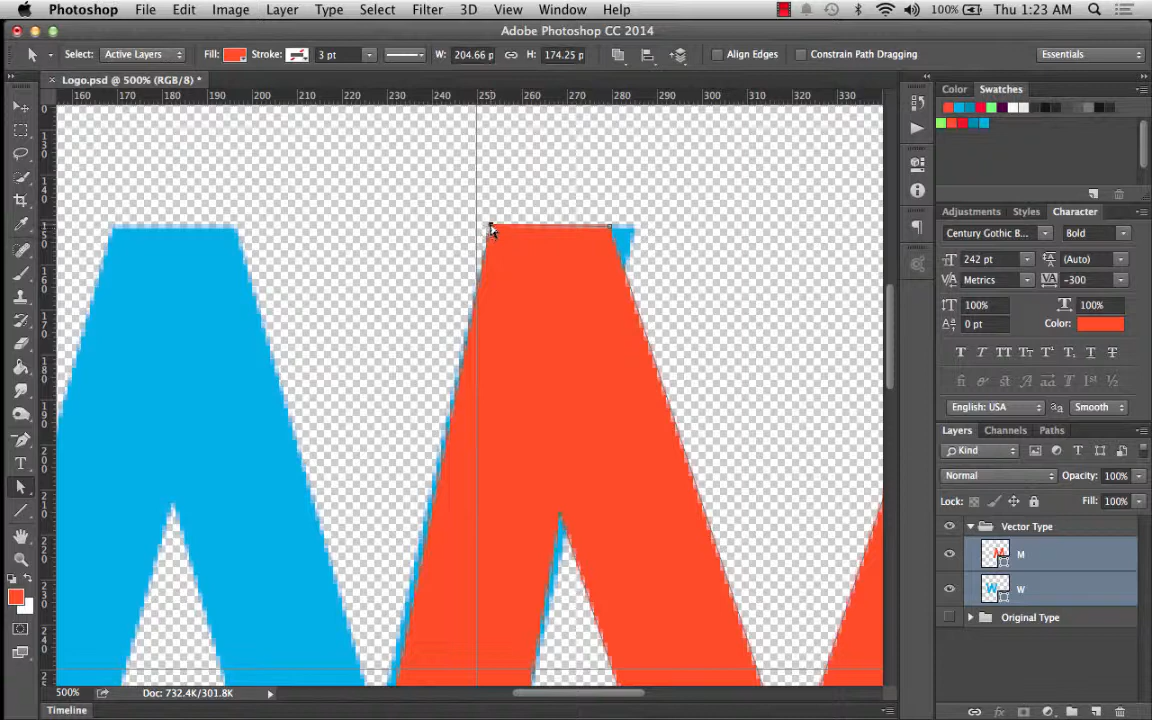 Photoshop File Edit Image Layer Type Select Filter 3D View Window Help 100% Thu 1:23 AM
Adobe Photoshop CC 2014
Select: Active Layers Fill: Stroke: 3 pt W: 204.66 p H: 174.25 p Align Edges Constrain Path Dragging Essentials
Logo.psd @ 500% (RGB/8) *
160 170 180 190 200 210 220 230 240 250 260 270 280 290 300 310 320 330
Color Swatches
Adjustments Styles Character
Century Gothic B... Bold
242 pt (Auto)
Metrics -300
100% 100%
0 pt Color:
English: USA Smooth
Layers Channels Paths
Kind
Normal Opacity: 100%
Lock: Fill: 100%
Vector Type
M
W
Original Type
500% Doc: 732.4K/301.8K
Timeline